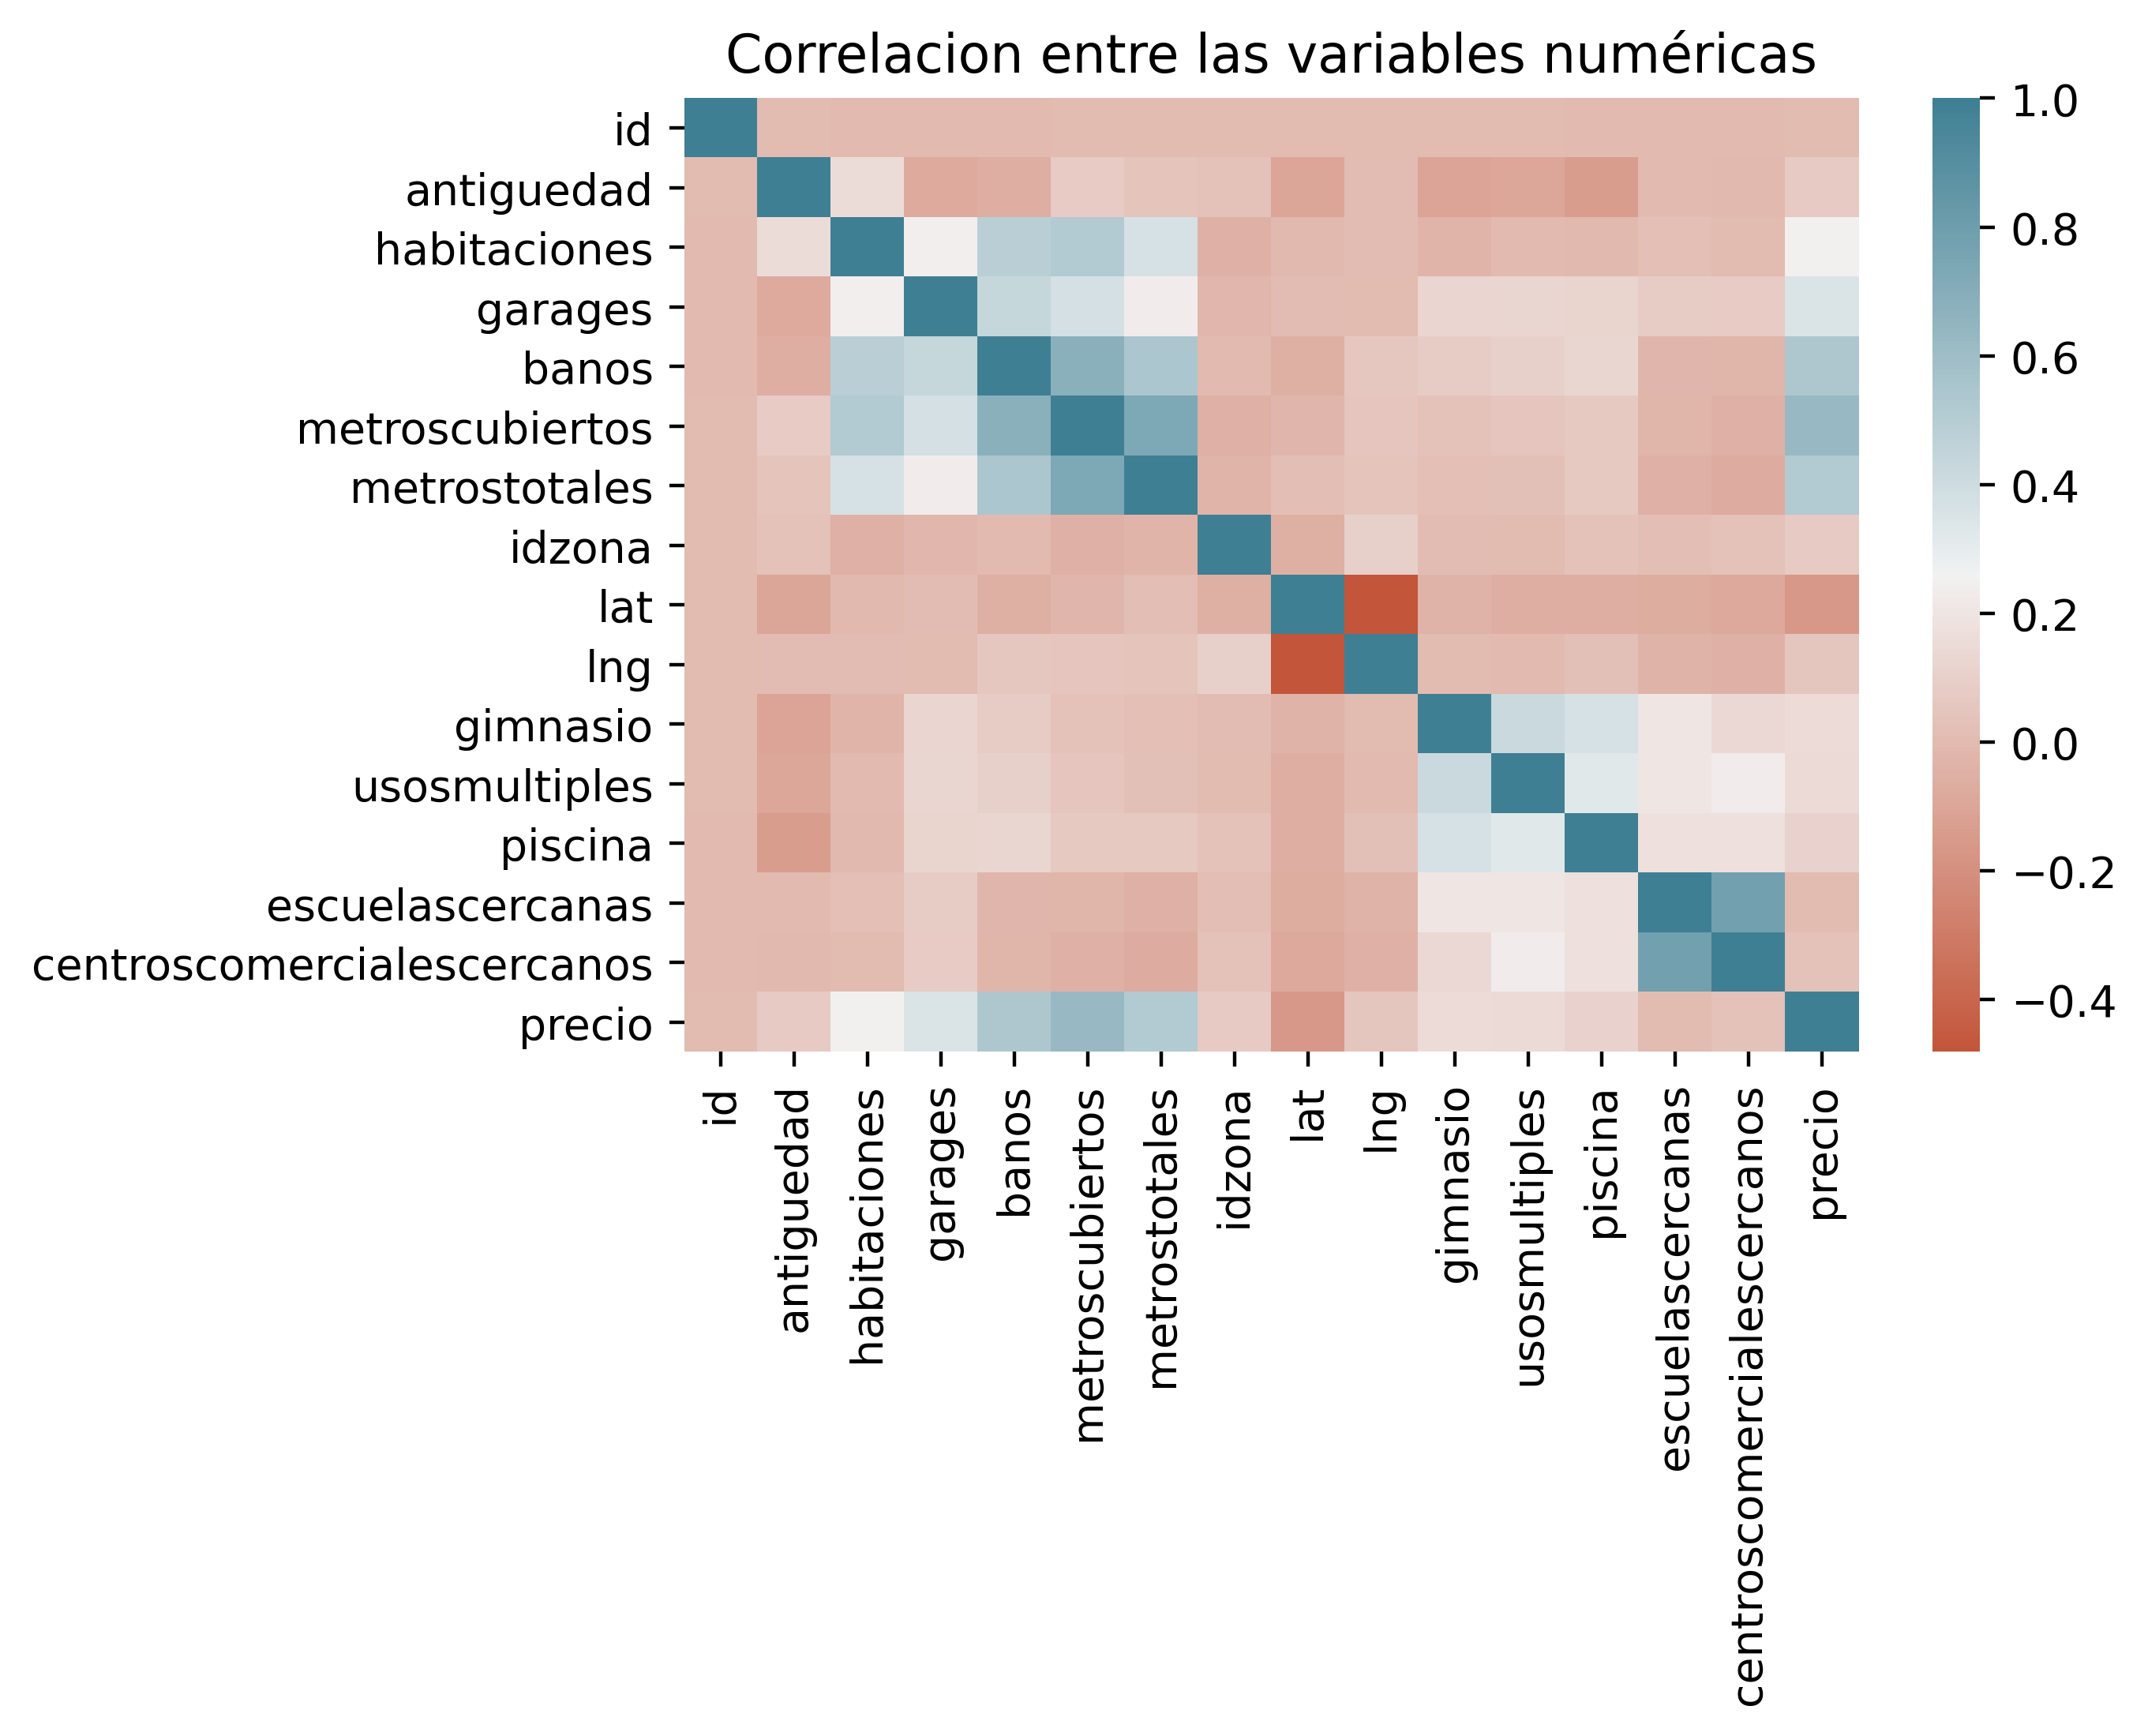 Correlacion entre las variables numéricas
id
antiguedad
habitaciones
garages
banos
metroscubiertos
metrostotales
idzona
lat
lng
gimnasio
usosmultiples
piscina
escuelascercanas
centroscomercialescercanos
precio
id
antiguedad
habitaciones
garages
banos
metroscubiertos
metrostotales
idzona
lat
lng
gimnasio
usosmultiples
piscina
escuelascercanas
centroscomercialescercanos
precio
1.0
0.8
0.6
0.4
0.2
0.0
−0.2
−0.4